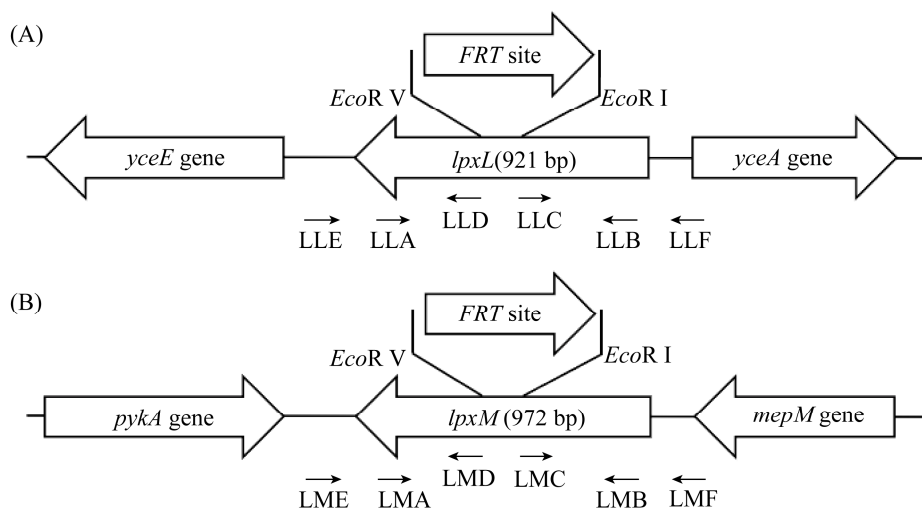 (A)
FRT site
EcoR V
EcoR I
yceE gene
lpxL(921 bp)
yceA gene
LLE
LLA
LLD
LLC
LLB
LLF
(B)
FRT site
EcoR V
EcoR I
pykA gene
lpxM (972 bp)
mepM gene
LME
LMA
LMD
LMC
LMB
LMF